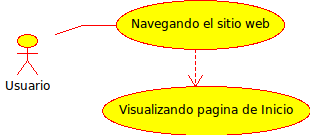 Navegando el sitio web
Usuario
Visualizando pagina de Inicio